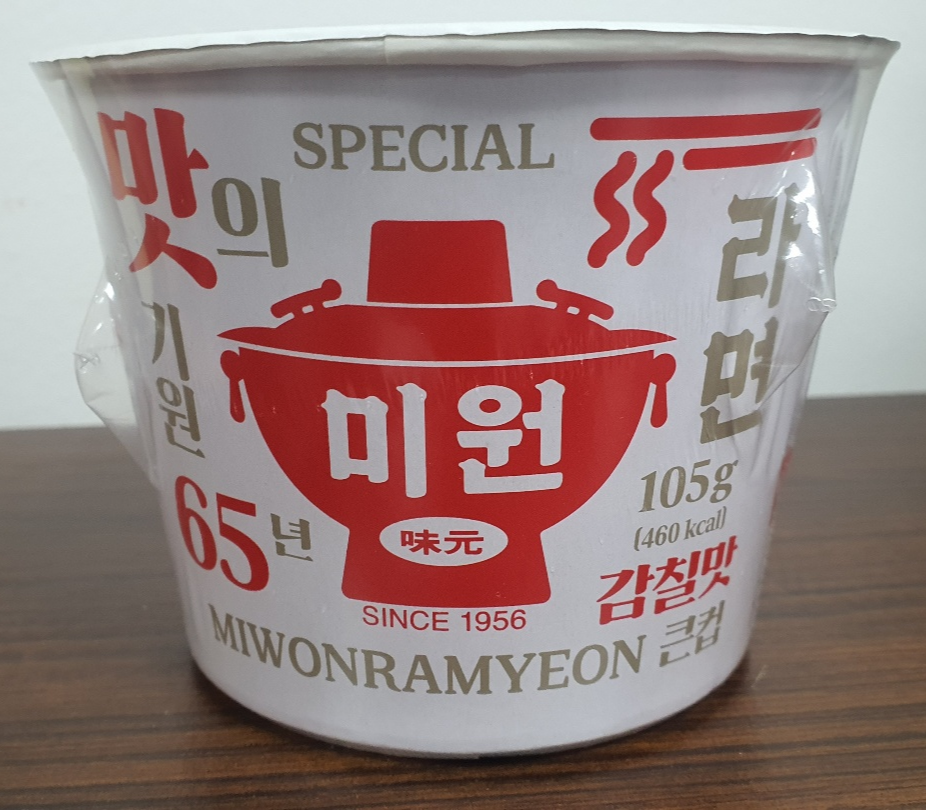 맛의
기원
65년
SPECIAL
라면
미원
味元
SINCE 1956
105g
(460 kcal)
감칠맛
큰컵
MIWONRAMYEON